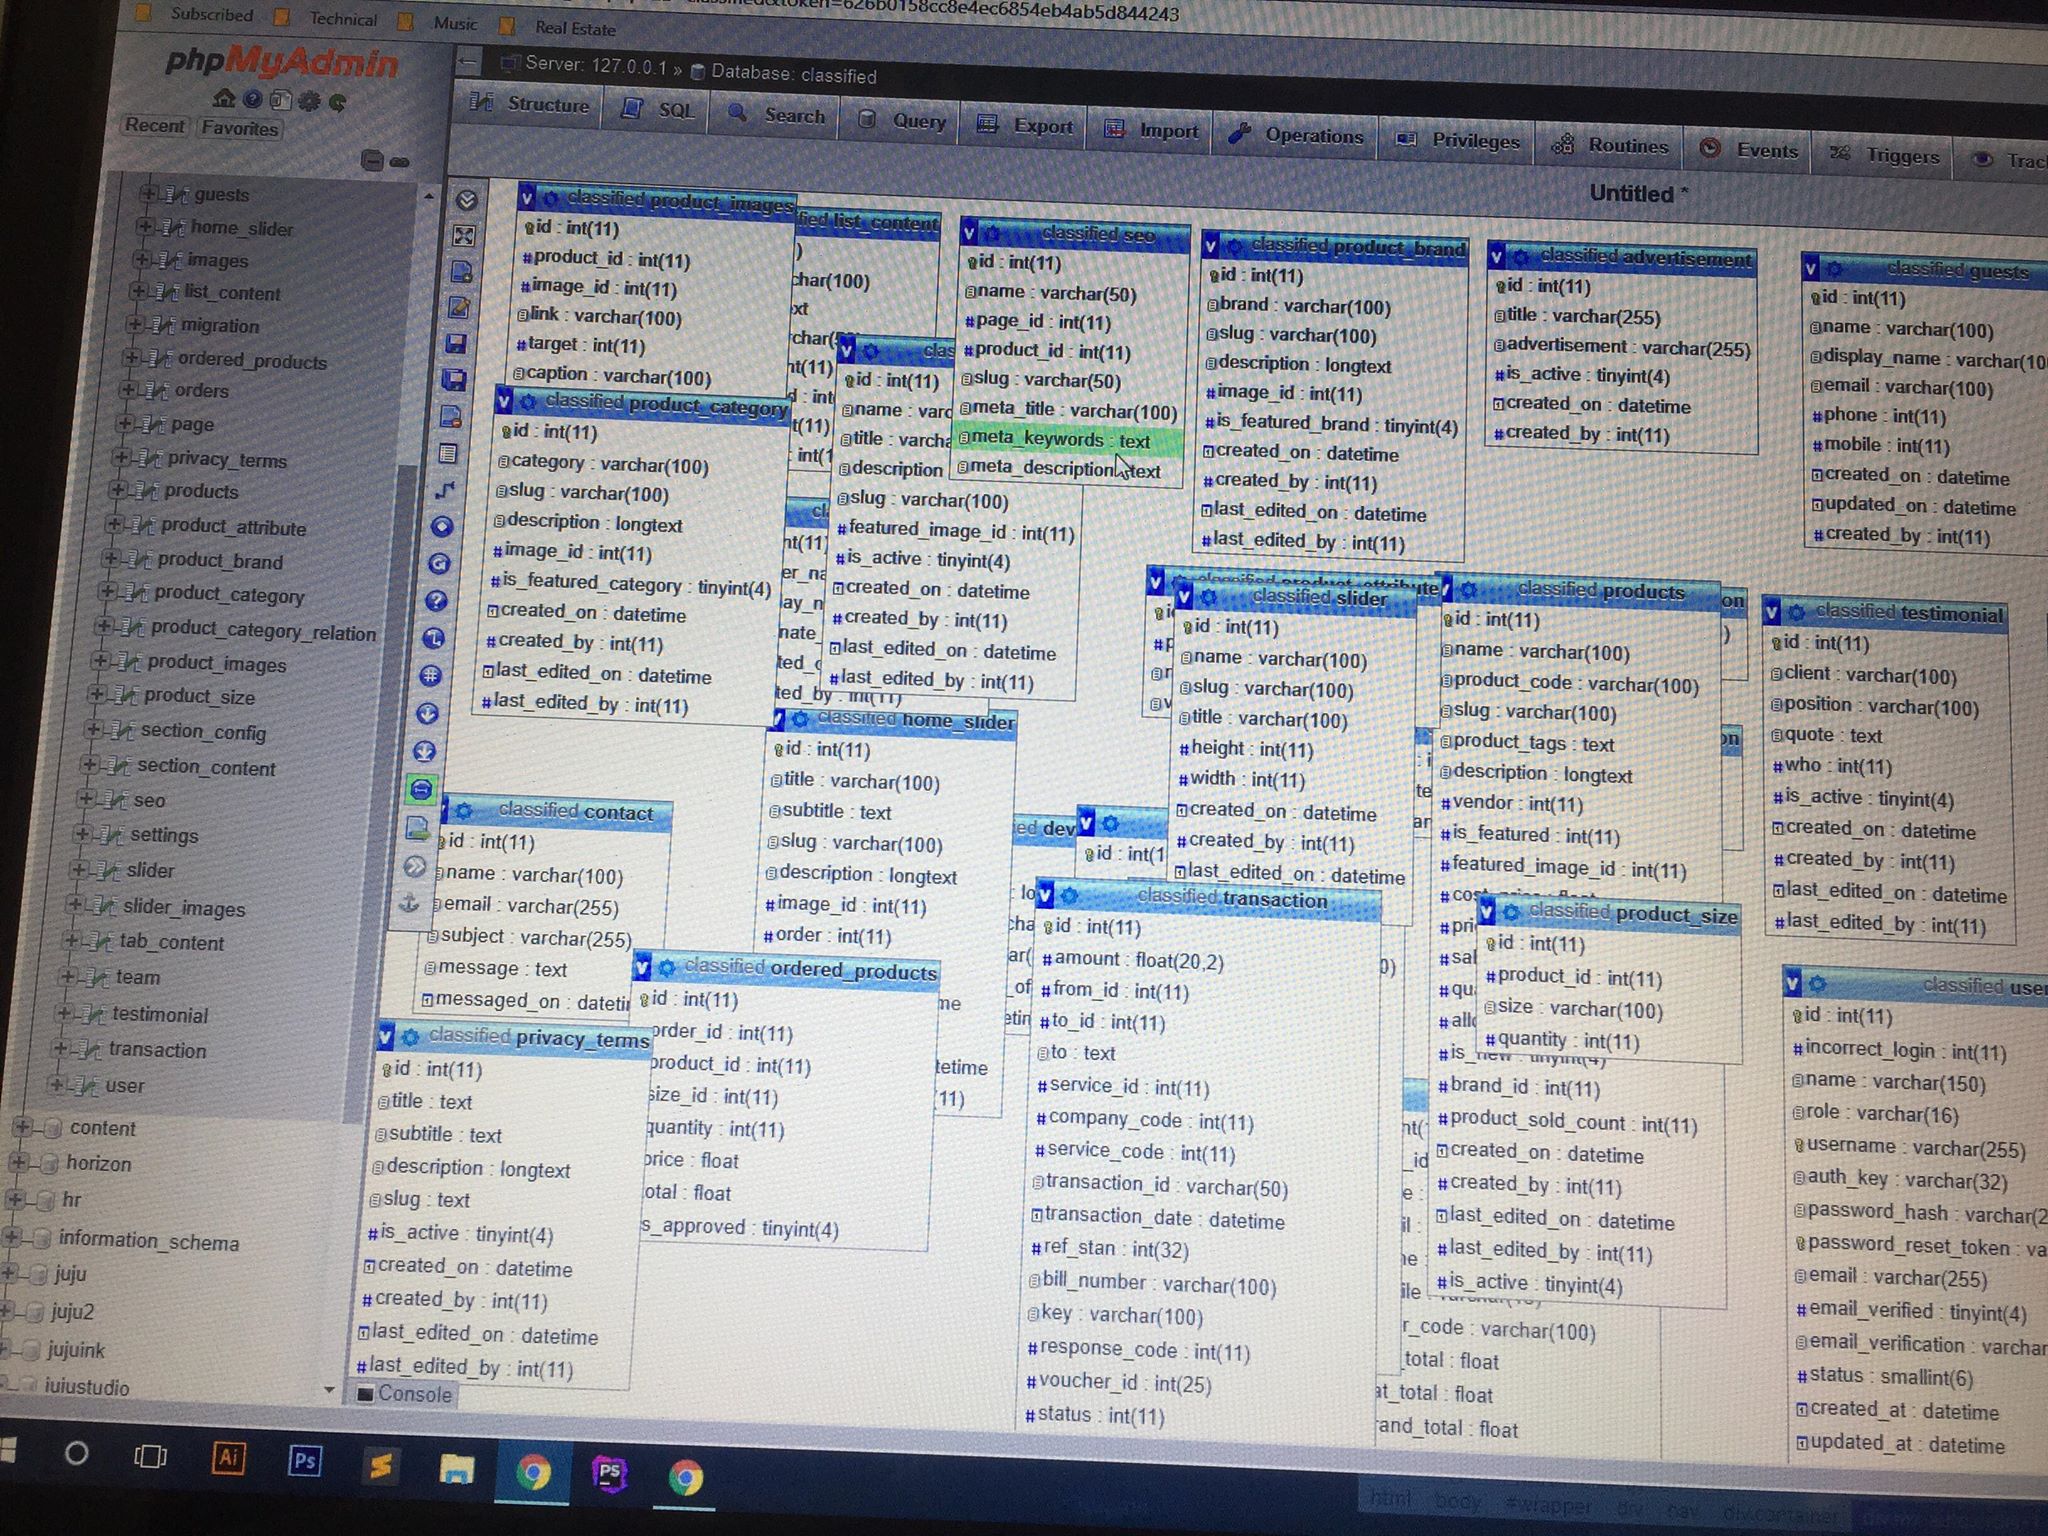 token=626b0158cc8e4ec6854eb4ab5d844243
Subscribed
Technical
Music
Real Estate
phpMyAdmin
Recent
Favorites
Server: 127.0.0.1 » Database: classified
Structure
SQL
Search
Query
Export
Import
Operations
Privileges
Routines
Events
Triggers
Untitled *
guests
home_slider
images
list_content
migration
ordered_products
orders
page
privacy_terms
products
product_attribute
product_brand
product_category
product_category_relation
product_images
product_size
section_config
section_content
seo
settings
slider
slider_images
tab_content
team
testimonial
transaction
user
content
horizon
hr
information_schema
juju
juju2
jujuink
classified product_images
id : int(11)
product_id : int(11)
image_id : int(11)
link : varchar(100)
target : int(11)
caption : varchar(100)
list_content
classified product_category
id : int(11)
category : varchar(100)
slug : varchar(100)
description : longtext
image_id : int(11)
is_featured_category : tinyint(4)
created_on : datetime
created_by : int(11)
last_edited_on : datetime
last_edited_by : int(11)
id : int(11)
description
slug : varchar(100)
featured_image_id : int(11)
is_active : tinyint(4)
created_on : datetime
created_by : int(11)
last_edited_on : datetime
last_edited_by : int(11)
classified seo
id : int(11)
name : varchar(50)
page_id : int(11)
product_id : int(11)
slug : varchar(50)
meta_title : varchar(100)
meta_keywords : text
meta_description : text
classified product_brand
id : int(11)
brand : varchar(100)
slug : varchar(100)
description : longtext
image_id : int(11)
is_featured_brand : tinyint(4)
created_on : datetime
created_by : int(11)
last_edited_on : datetime
last_edited_by : int(11)
classified advertisement
id : int(11)
title : varchar(255)
advertisement : varchar(255)
is_active : tinyint(4)
created_on : datetime
created_by : int(11)
classified guests
id : int(11)
name : varchar(100)
display_name : varchar(10
email : varchar(100)
phone : int(11)
mobile : int(11)
created_on : datetime
updated_on : datetime
created_by : int(11)
classified home_slider
id : int(11)
title : varchar(100)
subtitle : text
slug : varchar(100)
description : longtext
image_id : int(11)
order : int(11)
classified slider
id : int(11)
name : varchar(100)
slug : varchar(100)
title : varchar(100)
height : int(11)
width : int(11)
created_on : datetime
created_by : int(11)
last_edited_on : datetime
classified products
id : int(11)
name : varchar(100)
product_code : varchar(100)
slug : varchar(100)
product_tags : text
description : longtext
vendor : int(11)
is_featured : int(11)
featured_image_id : int(11)
brand_id : int(11)
product_sold_count : int(11)
created_on : datetime
created_by : int(11)
last_edited_on : datetime
last_edited_by : int(11)
is_active : tinyint(4)
classified testimonial
id : int(11)
client : varchar(100)
position : varchar(100)
quote : text
who : int(11)
is_active : tinyint(4)
created_on : datetime
created_by : int(11)
last_edited_on : datetime
last_edited_by : int(11)
classified contact
id : int(11)
name : varchar(100)
email : varchar(255)
subject : varchar(255)
message : text
messaged_on : dateti
classified ordered_products
id : int(11)
order_id : int(11)
product_id : int(11)
size_id : int(11)
quantity : int(11)
price : float
total : float
is_approved : tinyint(4)
classified privacy_terms
id : int(11)
title : text
subtitle : text
description : longtext
slug : text
is_active : tinyint(4)
created_on : datetime
created_by : int(11)
last_edited_on : datetime
last_edited_by : int(11)
classified transaction
id : int(11)
amount : float(20,2)
from_id : int(11)
to_id : int(11)
to : text
service_id : int(11)
company_code : int(11)
service_code : int(11)
transaction_id : varchar(50)
transaction_date : datetime
ref_stan : int(32)
bill_number : varchar(100)
key : varchar(100)
response_code : int(11)
voucher_id : int(25)
status : int(11)
classified product_size
id : int(11)
product_id : int(11)
size : varchar(100)
quantity : int(11)
r_code : varchar(100)
_total : float
at_total : float
rand_total : float
classified user
id : int(11)
incorrect_login : int(11)
name : varchar(150)
role : varchar(16)
username : varchar(255)
auth_key : varchar(32)
password_hash : varchar(2
password_reset_token : va
email : varchar(255)
email_verified : tinyint(4)
email_verification : varchar
status : smallint(6)
created_at : datetime
updated_at : datetime
Console
Ai
Ps
PS
html body #wrapper div nav div.container